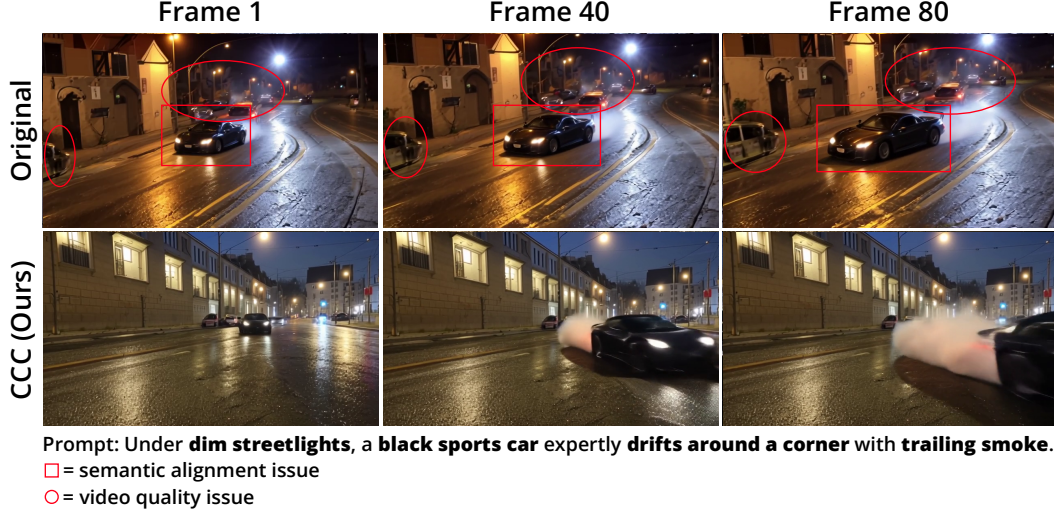 Frame 1 Frame 40 Frame 80
Original
CCC (Ours)
Prompt: Under dim streetlights, a black sports car expertly drifts around a corner with trailing smoke.
= semantic alignment issue
= video quality issue